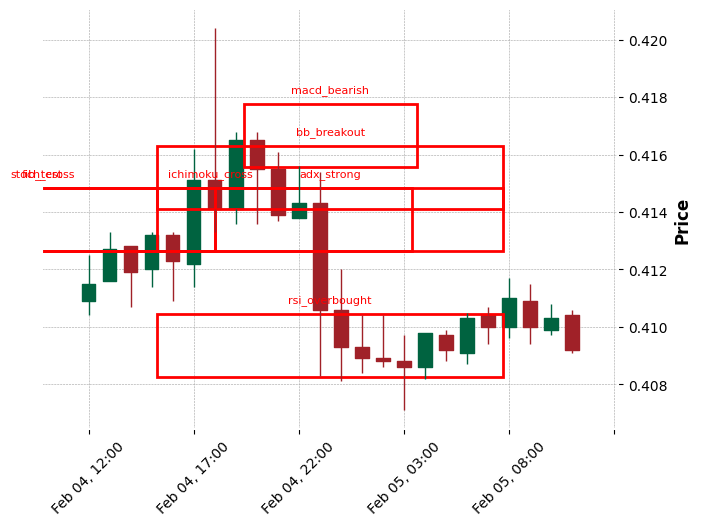 0.420
macd_bearish
0.418
bb_breakout
0.416
ichimoku_cross
adx_strong
0.414
Price
0.412
rsi_overbought
0.410
0.408
Feb 04, 12:00
Feb 04, 17:00
Feb 04, 22:00
Feb 05, 03:00
Feb 05, 08:00